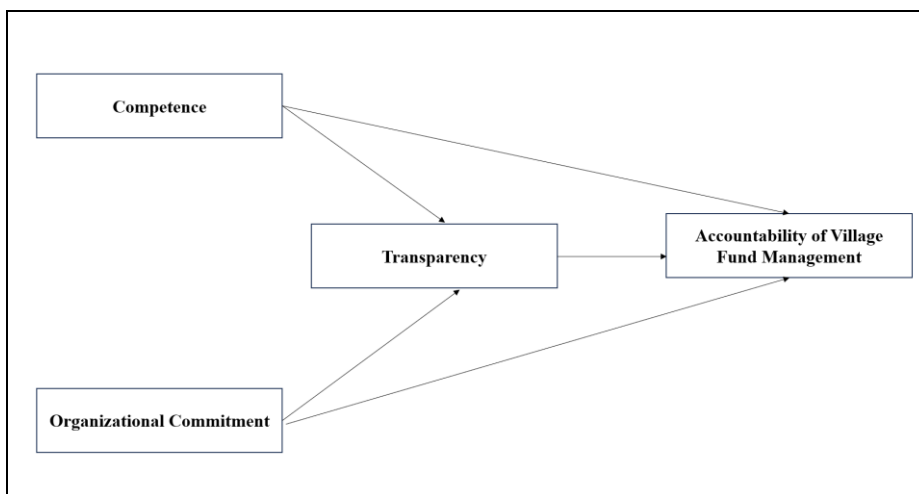 Competence
Transparency
Accountability of Village
Fund Management
Organizational Commitment